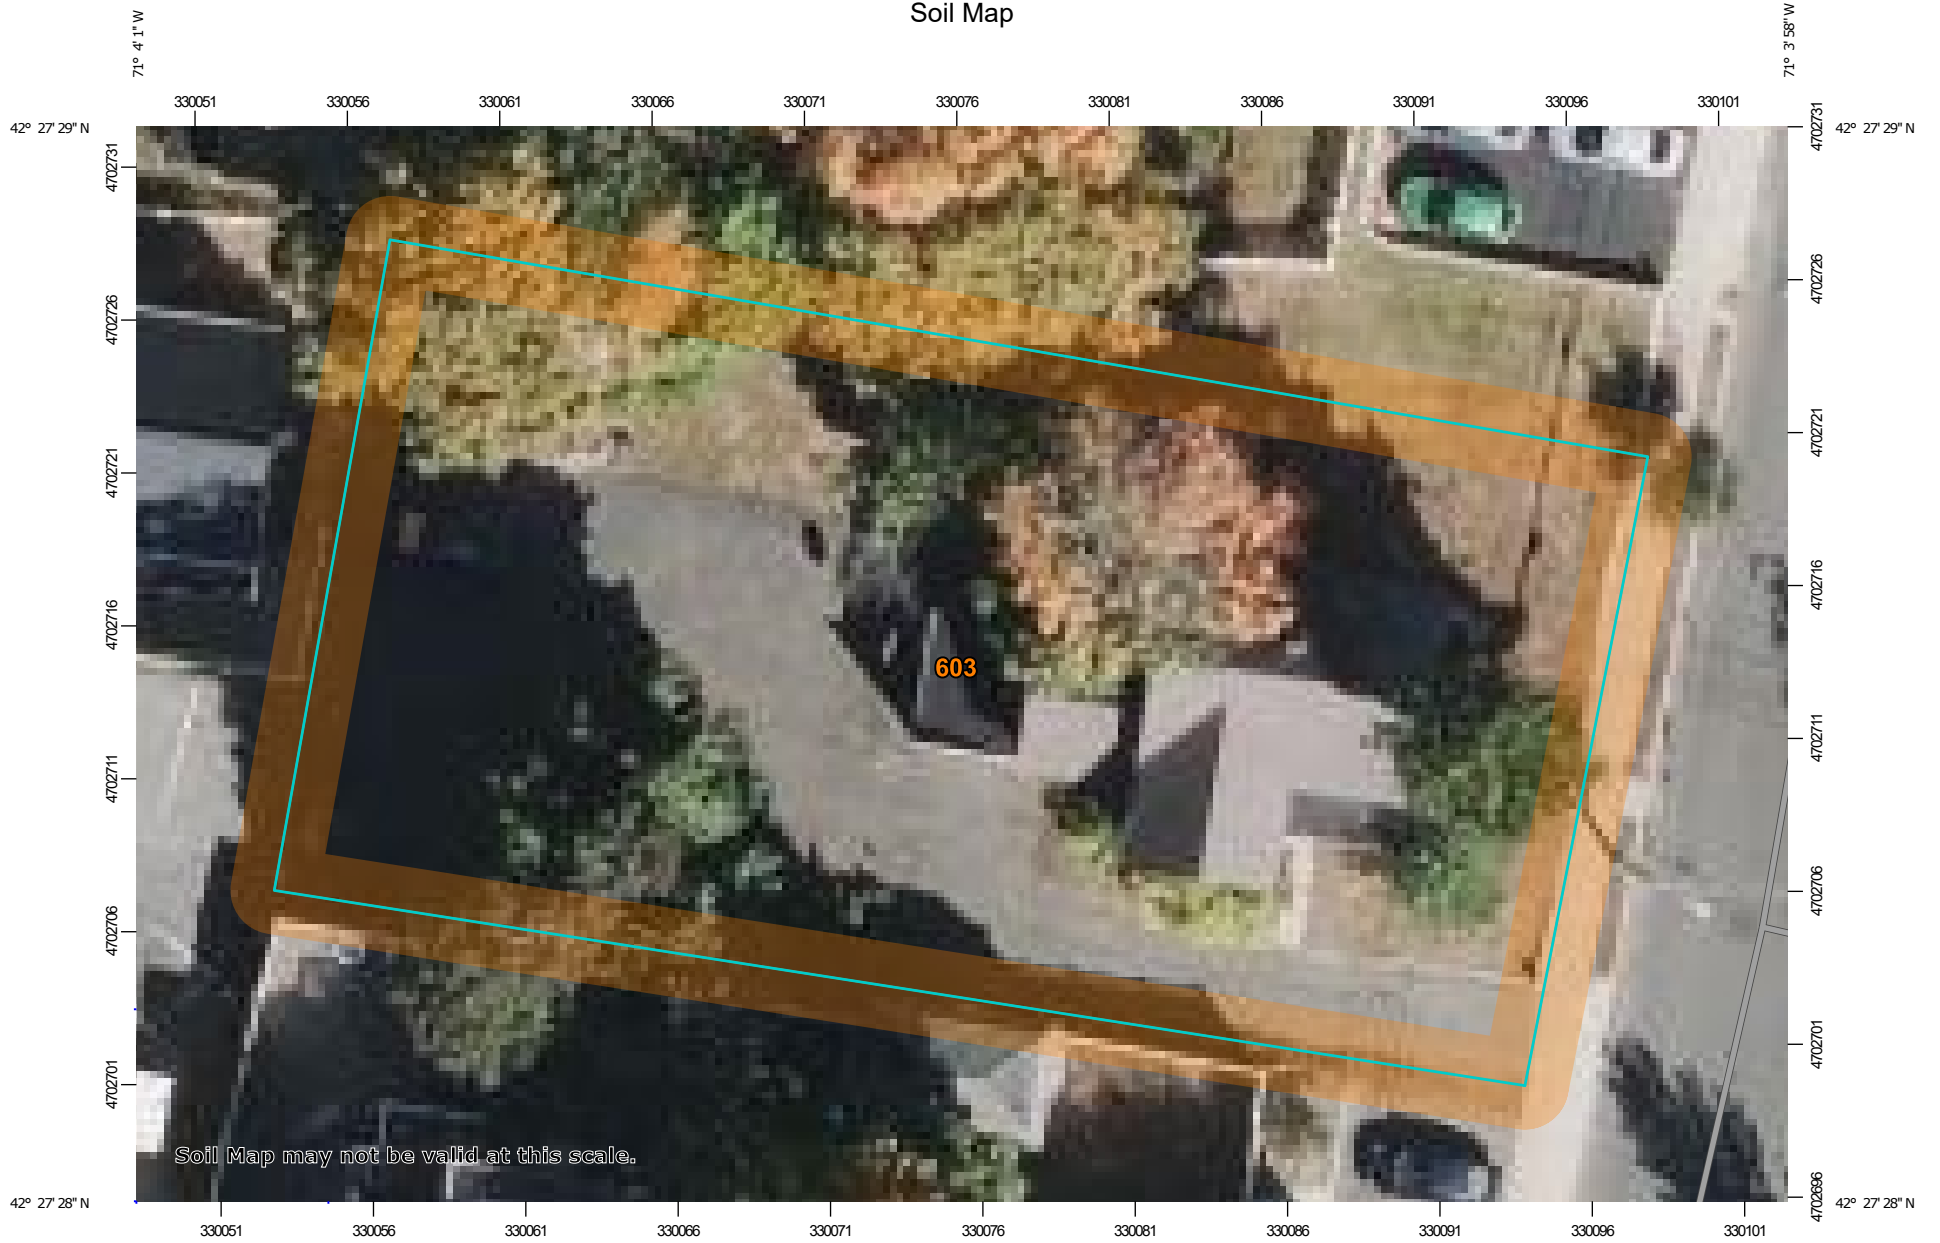 Soil Map
71° 4' 1'' W
71° 3' 58'' W
330051 330056 330061 330066 330071 330076 330081 330086 330091 330096 330101
42° 27' 29'' N
42° 27' 29'' N
4702731
4702726
4702721
4702716
4702711
4702706
4702701
4702731
4702726
4702721
4702716
4702711
4702706
4702701
4702696
603
Soil Map may not be valid at this scale.
42° 27' 28'' N
42° 27' 28'' N
330051 330056 330061 330066 330071 330076 330081 330086 330091 330096 330101